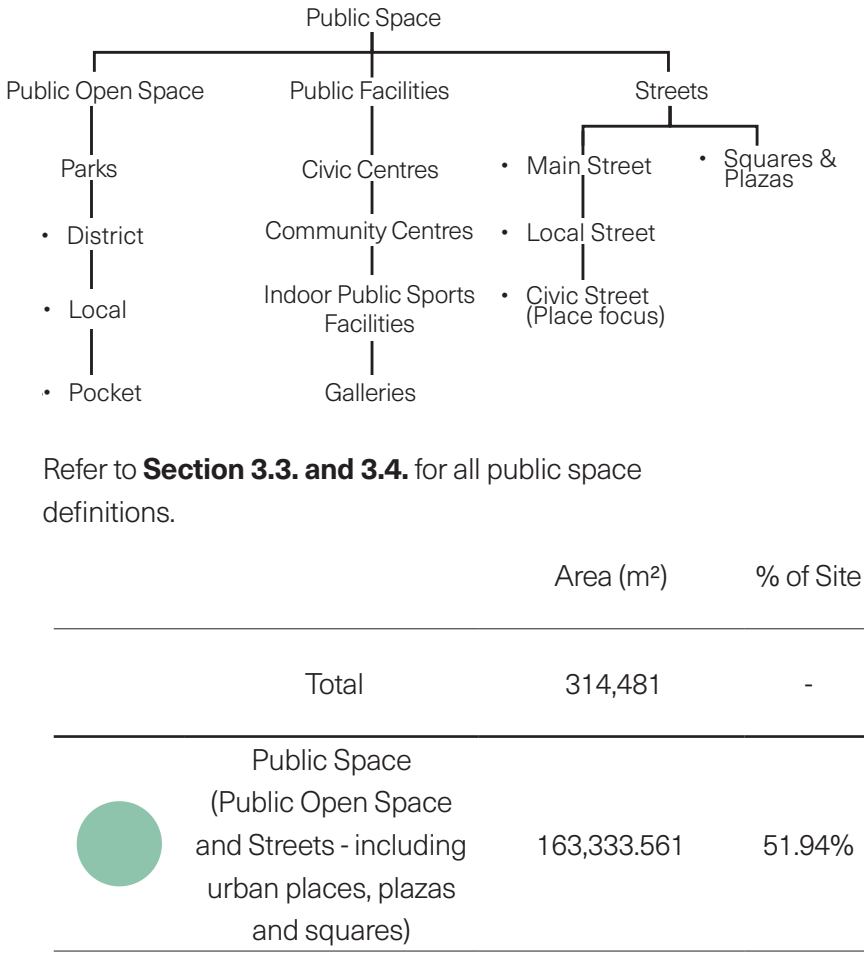 Public Space
Public Open Space
Public Facilities
Streets
Parks
Civic Centres
• Main Street
• Squares &
Plazas
• District
Community Centres
• Local Street
• Local
Indoor Public Sports
Facilities
• Civic Street
(Place focus)
• Pocket
Galleries
Refer to Section 3.3. and 3.4. for all public space
definitions.
Area (m²) % of Site
Total 314,481 -
Public Space
(Public Open Space
and Streets - including
urban places, plazas
and squares)
163,333.561 51.94%